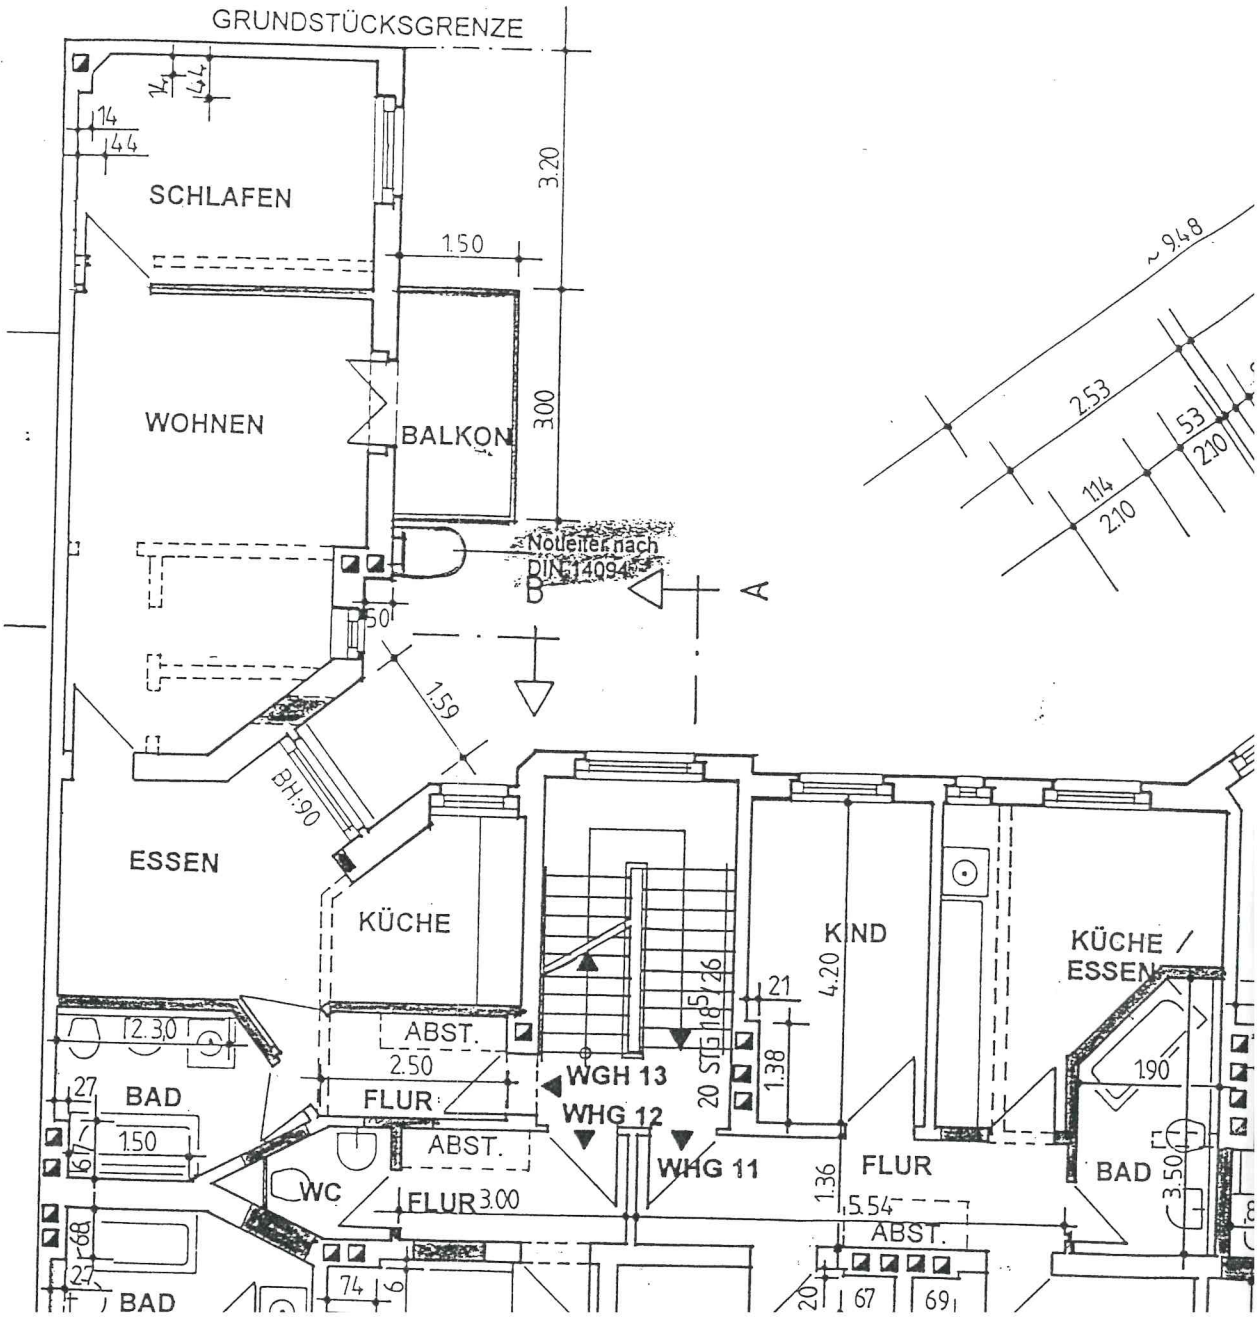 GRUNDSTÜCKSGRENZE
14
44
14
44
3.20
SCHLAFEN
1.50
~ 9.48
2.53
53
2.10
1.14
2.10
WOHNEN
BALKON
3.00
Notleiter nach
DIN 14094
B
A
50
1.59
BH:90
ESSEN
KÜCHE
KIND
KÜCHE /
ESSEN
4.20
20 STG 18⁵/26
21
1.38
2.30
ABST.
2.50
FLUR
WGH 13
WHG 12
WHG 11
190
27
BAD
1.50
67
ABST.
WC
FLUR 3.00
1.36
FLUR
5.54
ABST.
BAD
3.50
68
27
BAD
74
6
20
67
69
8